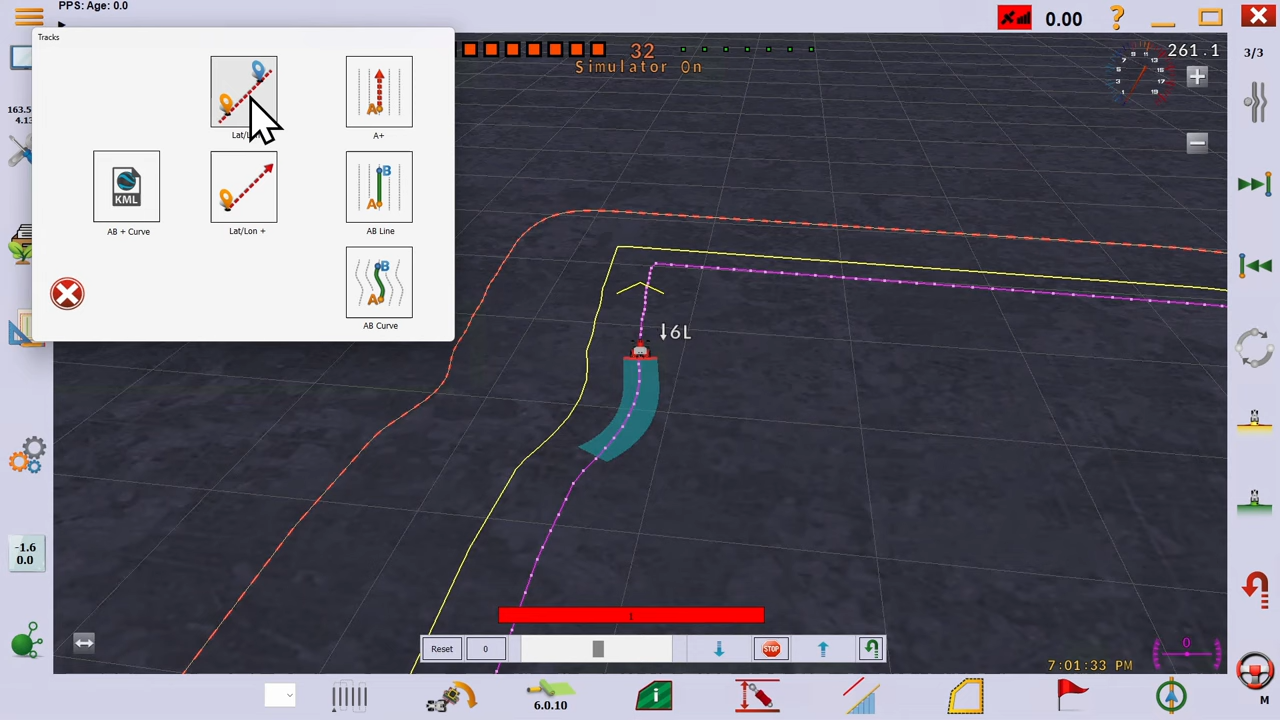 PPS: Age: 0.0
0.00
?
Tracks
32
Simulator On
261.1
3/3
163.5
4.13
A+
KML
AB + Curve
Lat/Lon +
AB Line
AB Curve
↓6L
-1.6
0.0
Reset
0
STOP
7:01:33 PM
0
6.0.10
M